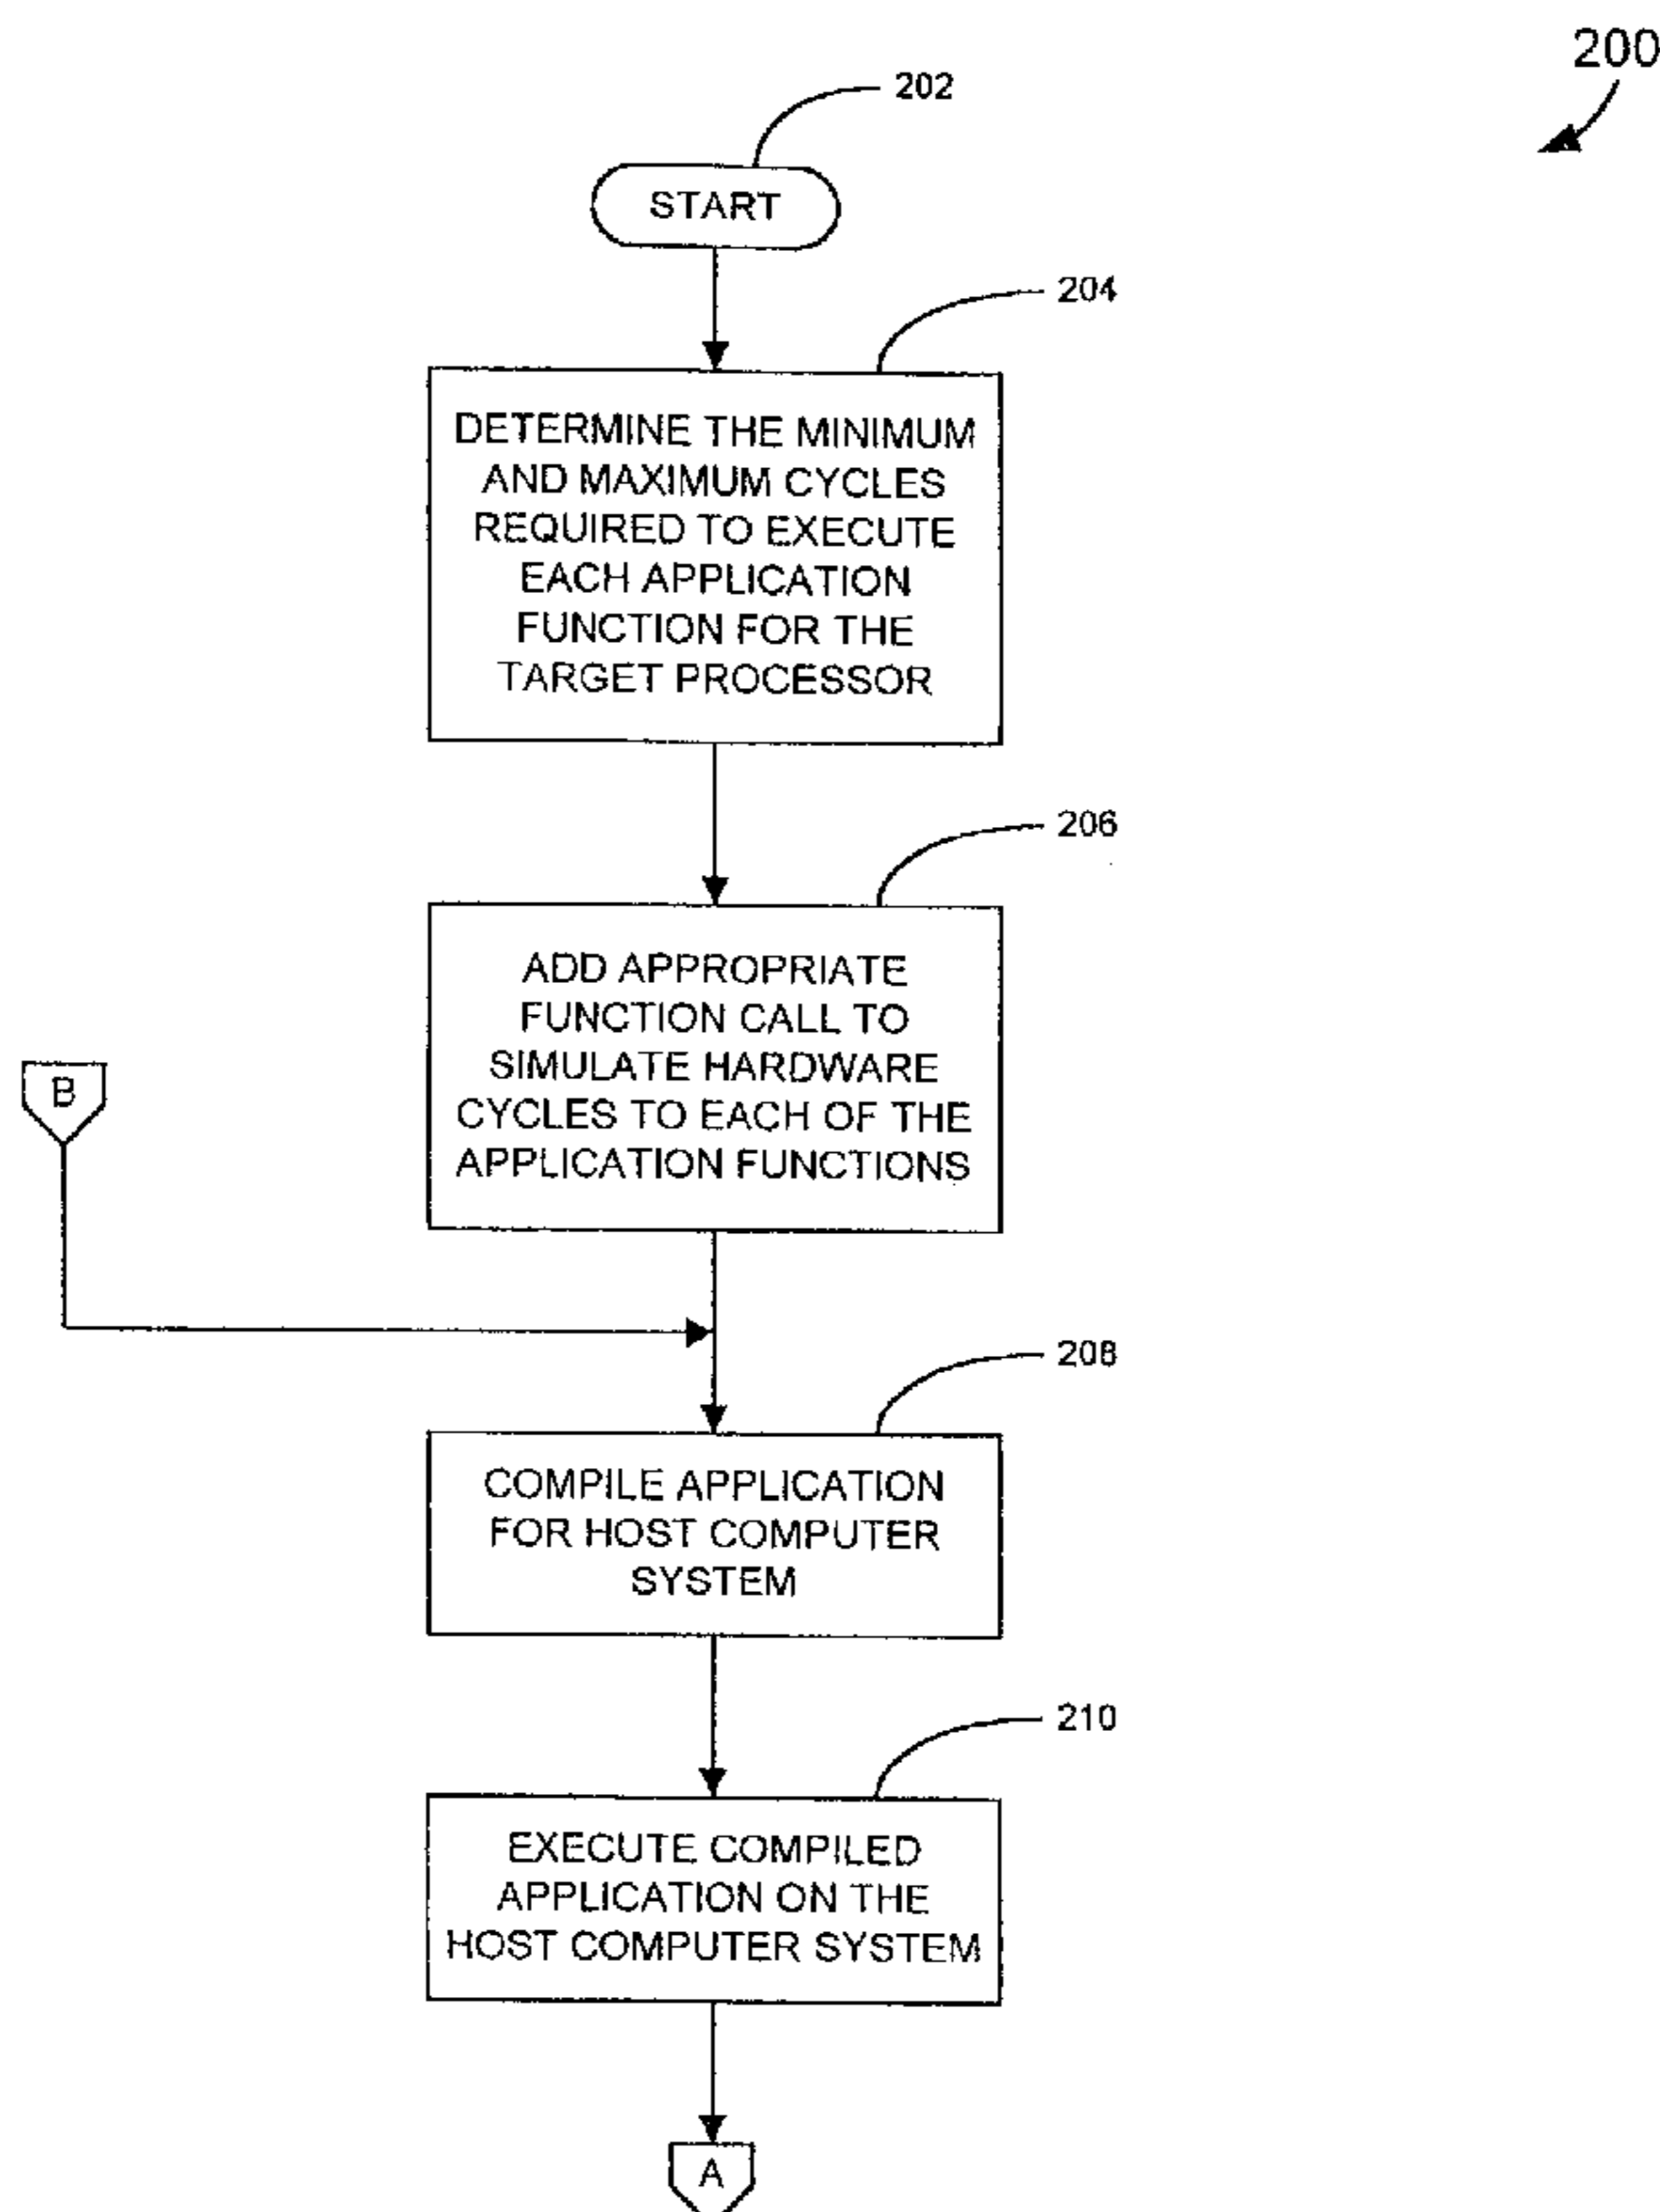 200
202
START
204
DETERMINE THE MINIMUM
AND MAXIMUM CYCLES
REQUIRED TO EXECUTE
EACH APPLICATION
FUNCTION FOR THE
TARGET PROCESSOR
206
ADD APPROPRIATE
FUNCTION CALL TO
SIMULATE HARDWARE
CYCLES TO EACH OF THE
APPLICATION FUNCTIONS
B
208
COMPILE APPLICATION
FOR HOST COMPUTER
SYSTEM
210
EXECUTE COMPILED
APPLICATION ON THE
HOST COMPUTER SYSTEM
A